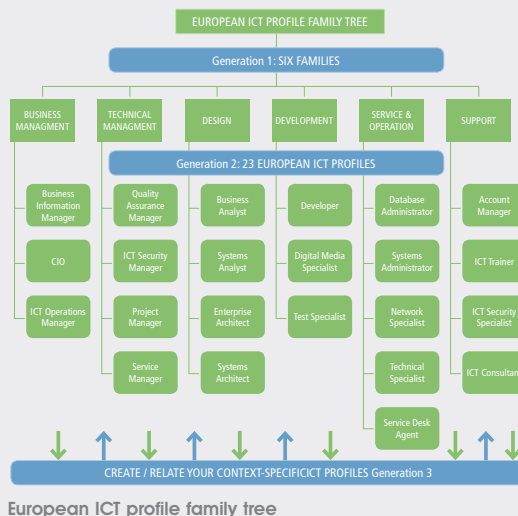 EUROPEAN ICT PROFILE FAMILY TREE
Generation 1: SIX FAMILIES
BUSINESS
MANAGMENT
TECHNICAL
MANAGMENT
DESIGN
DEVELOPMENT
SERVICE &
OPERATION
SUPPORT
Generation 2: 23 EUROPEAN ICT PROFILES
Business
Information
Manager
Quality
Assurance
Manager
Business
Analyst
Developer
Database
Administrator
Account
Manager
CIO
ICT Security
Manager
Systems
Analyst
Digital Media
Specialist
Systems
Administrator
ICT Trainer
ICT Operations
Manager
Project
Manager
Enterprise
Architect
Test Specialist
Network
Specialist
ICT Security
Specialist
Service
Manager
Systems
Architect
Technical
Specialist
ICT Consultant
Service Desk
Agent
CREATE / RELATE YOUR CONTEXT-SPECIFICICT PROFILES Generation 3
European ICT profile family tree